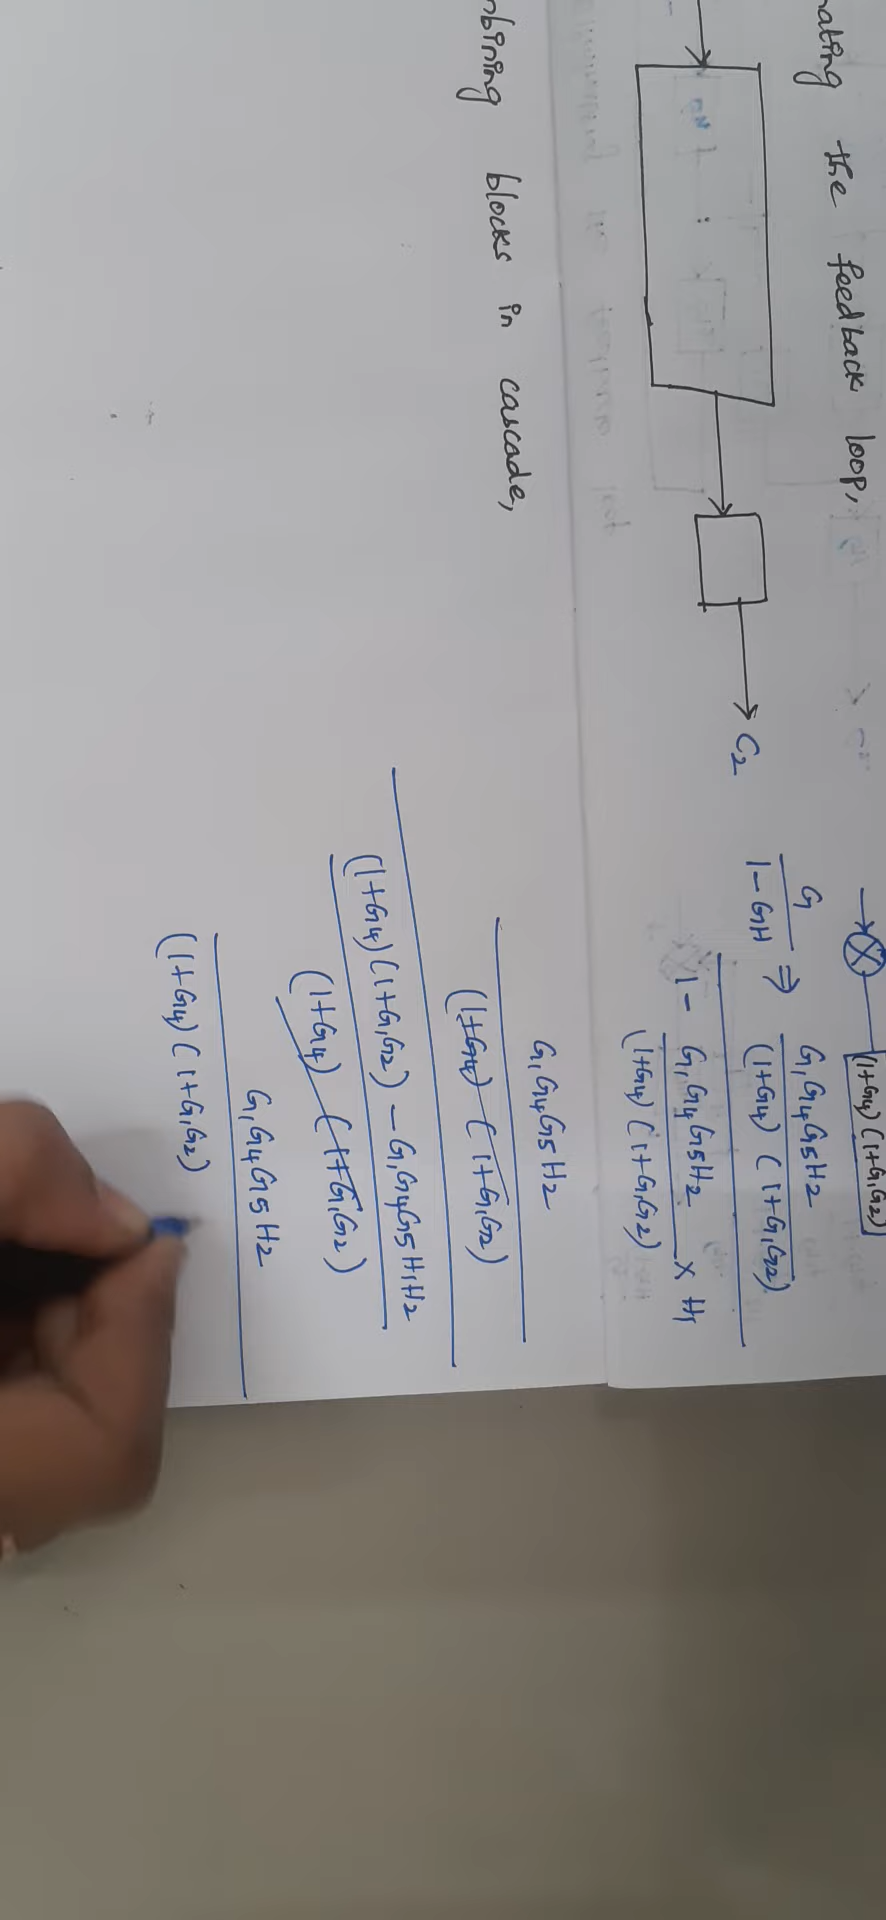 the feedback loop,
C2
blocks in cascade,
(1+G4) (1+G1G2)
G / 1-GH ⇒ G1G4G5H2 / (1+G4) (1+G1G2)
1 - G1G4G5H2 / (1+G4) (1+G1G2) × H1
G1G4G5H2
(1+G4) (1+G1G2)
(1+G4) (1+G1G2) - G1G4G5H1H2
(1+G4) (1+G1G2)
G1G4G5H2
(1+G4) (1+G1G2)